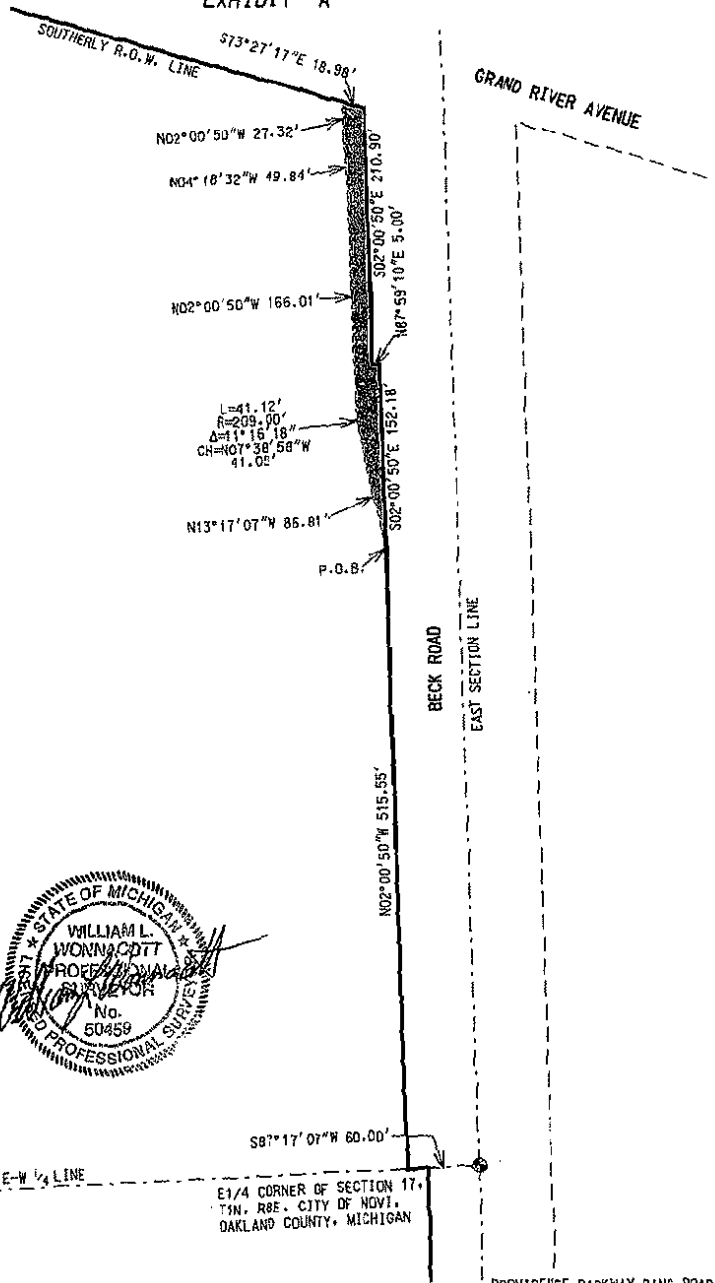 EXHIBIT "A"
SOUTHERLY R.O.W. LINE
S73°27'17"E 18.98'
GRAND RIVER AVENUE
N02°00'50"W 27.32'
N04°18'32"W 49.84'
S02°00'50"E 210.90'
N87°59'10"E 5.00'
N02°00'50"W 166.01'
L=41.12'
R=209.00'
Δ=11°16'18"
CH=N07°38'58"W
41.05'
S02°00'50"E 152.18'
N13°17'07"W 86.81'
P.O.B.
BECK ROAD
EAST SECTION LINE
N02°00'50"W 515.55'
STATE OF MICHIGAN
WILLIAM L.
WONNACOTT
PROFESSIONAL
SURVEYOR
No.
50459
LICENSED PROFESSIONAL SURVEYOR
S87°17'07"W 60.00'
E-W 1/4 LINE
E1/4 CORNER OF SECTION 17,
T1N, R8E, CITY OF NOVI,
OAKLAND COUNTY, MICHIGAN